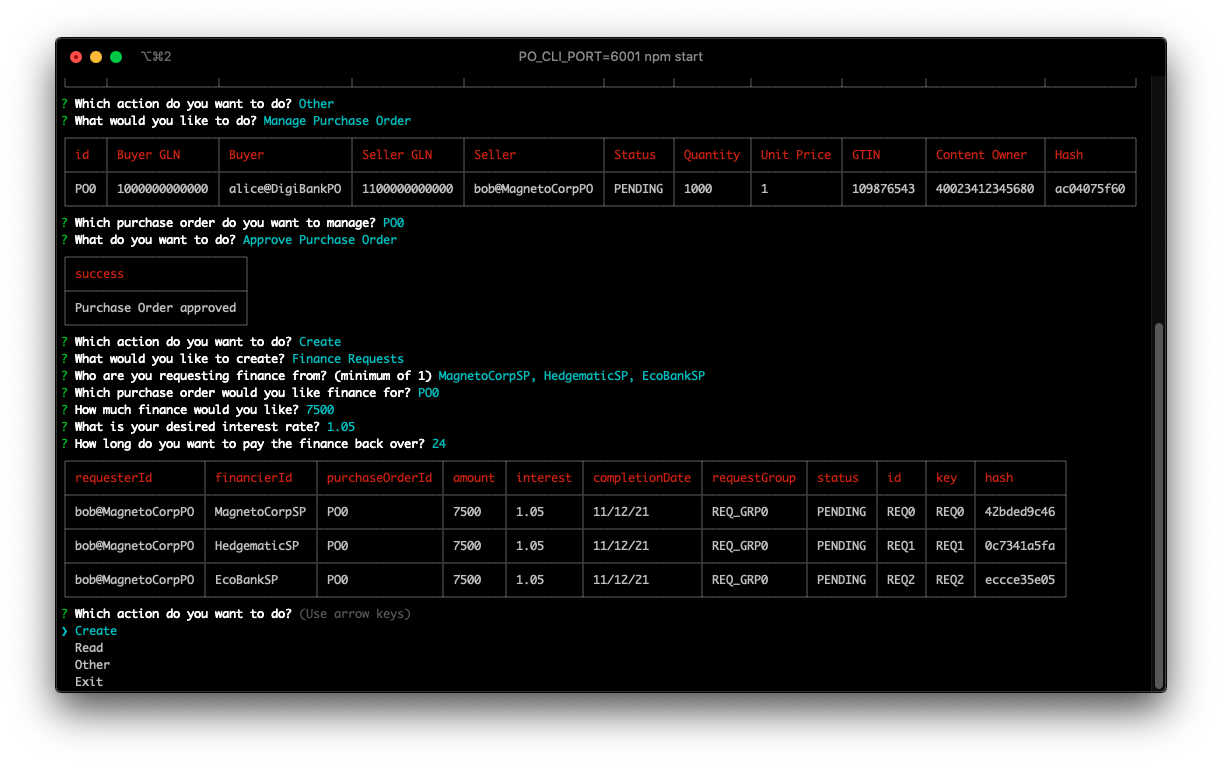 ⌥⌘2 PO_CLI_PORT=6001 npm start
? Which action do you want to do? Other
? What would you like to do? Manage Purchase Order
id Buyer GLN Buyer Seller GLN Seller Status Quantity Unit Price GTIN Content Owner Hash
PO0 1000000000000 alice@DigiBankPO 1100000000000 bob@MagnetoCorpPO PENDING 1000 1 109876543 40023412345680 ac04075f60
? Which purchase order do you want to manage? PO0
? What do you want to do? Approve Purchase Order
success
Purchase Order approved
? Which action do you want to do? Create
? What would you like to create? Finance Requests
? Who are you requesting finance from? (minimum of 1) MagnetoCorpSP, HedgematicSP, EcoBankSP
? Which purchase order would you like finance for? PO0
? How much finance would you like? 7500
? What is your desired interest rate? 1.05
? How long do you want to pay the finance back over? 24
requesterId financierId purchaseOrderId amount interest completionDate requestGroup status id key hash
bob@MagnetoCorpPO MagnetoCorpSP PO0 7500 1.05 11/12/21 REQ_GRP0 PENDING REQ0 REQ0 42bded9c46
bob@MagnetoCorpPO HedgematicSP PO0 7500 1.05 11/12/21 REQ_GRP0 PENDING REQ1 REQ1 0c7341a5fa
bob@MagnetoCorpPO EcoBankSP PO0 7500 1.05 11/12/21 REQ_GRP0 PENDING REQ2 REQ2 eccce35e05
? Which action do you want to do? (Use arrow keys)
❯ Create
Read
Other
Exit